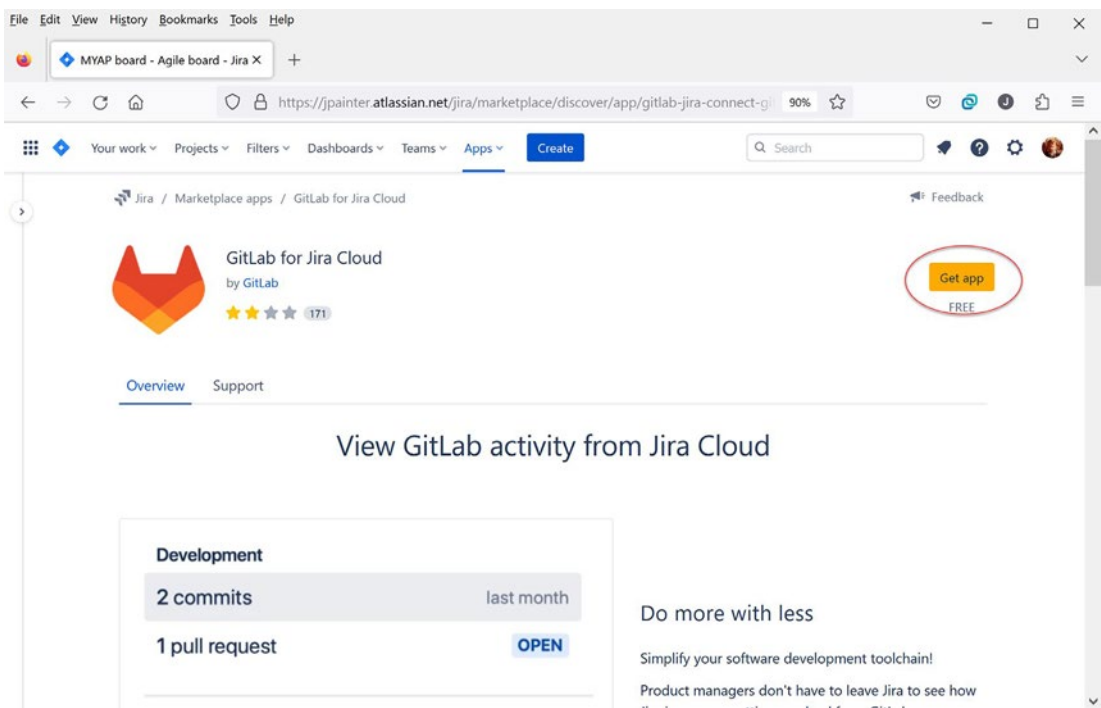 File Edit View History Bookmarks Tools Help
MYAP board - Agile board - Jira
https://jpainter.atlassian.net/jira/marketplace/discover/app/gitlab-jira-connect-gi 90%
Your work Projects Filters Dashboards Teams Apps Create Search
Jira / Marketplace apps / GitLab for Jira Cloud Feedback
GitLab for Jira Cloud
by GitLab
Get app
171
FREE
Overview Support
View GitLab activity from Jira Cloud
Development
2 commits last month
1 pull request OPEN
Do more with less
Simplify your software development toolchain!
Product managers don't have to leave Jira to see how